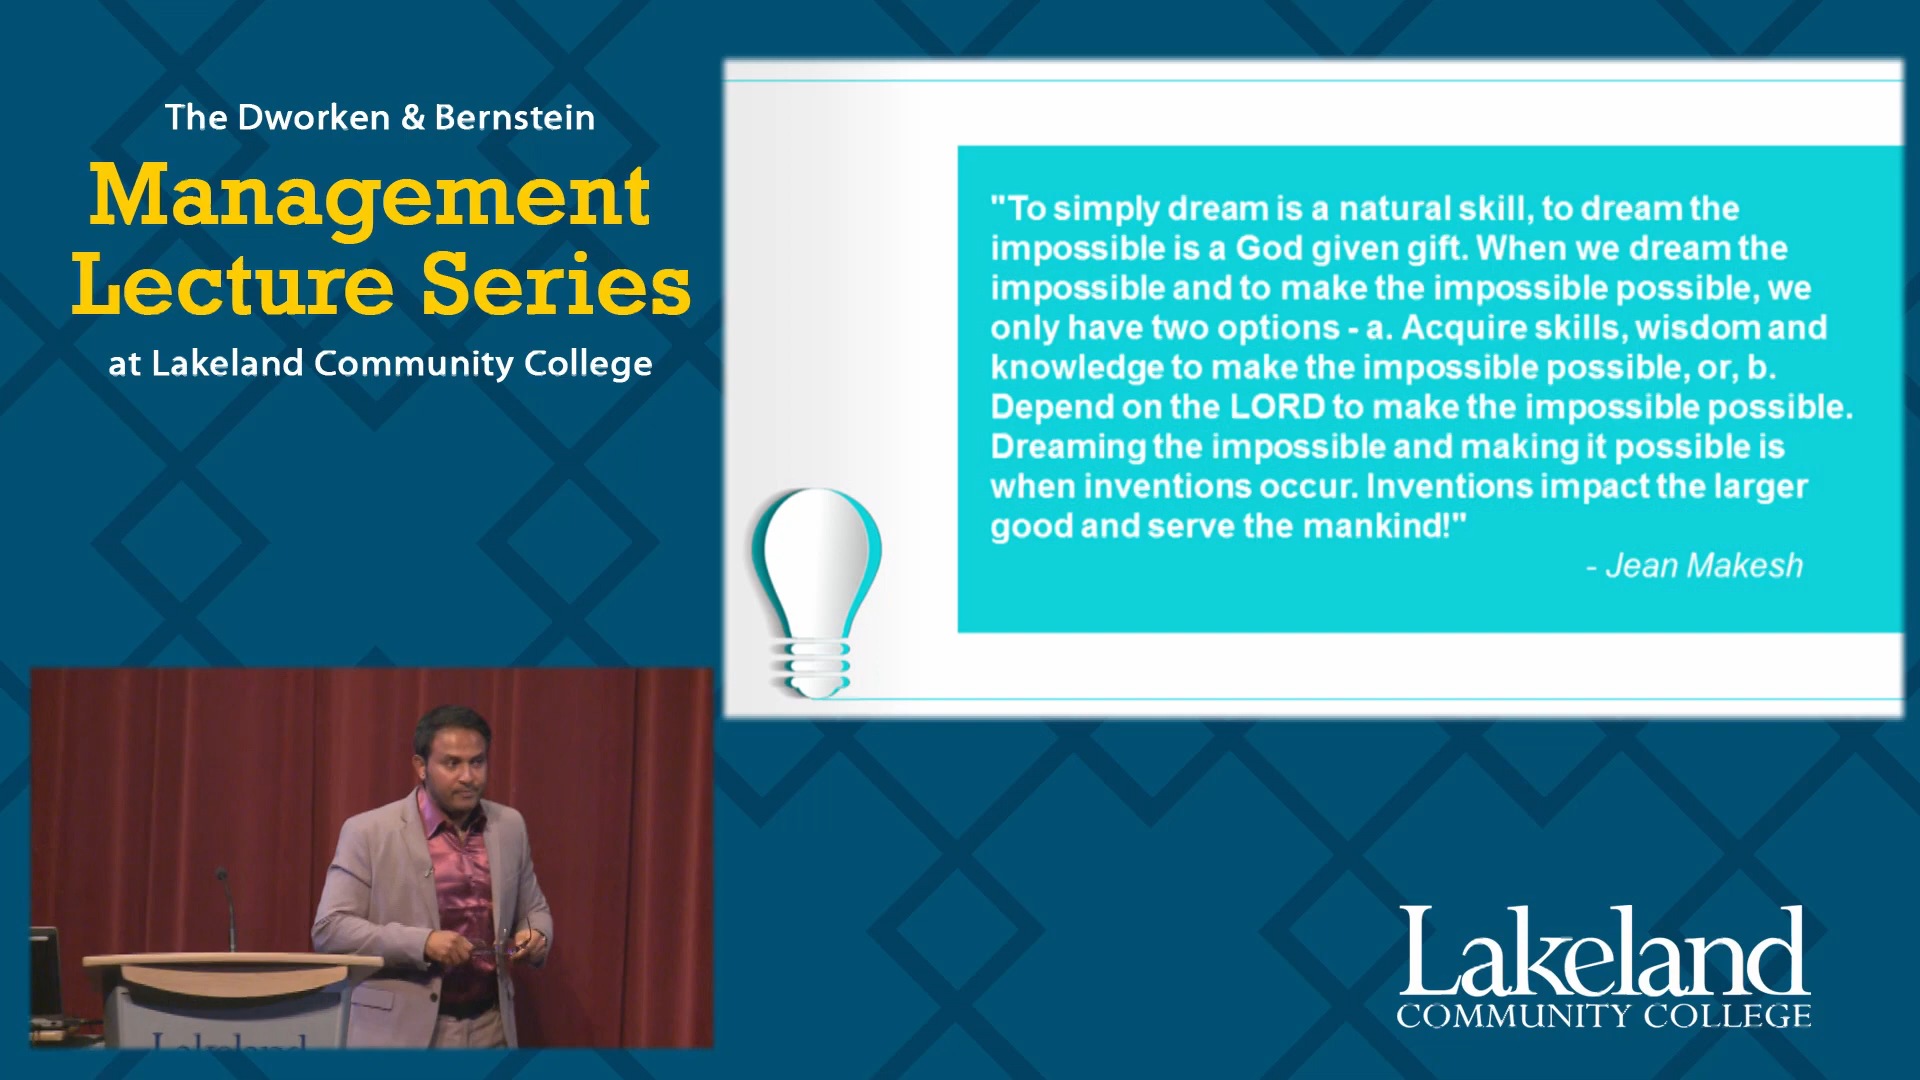 The Dworken & Bernstein
Management
Lecture Series
at Lakeland Community College
"To simply dream is a natural skill, to dream the
impossible is a God given gift. When we dream the
impossible and to make the impossible possible, we
only have two options - a. Acquire skills, wisdom and
knowledge to make the impossible possible, or, b.
Depend on the LORD to make the impossible possible.
Dreaming the impossible and making it possible is
when inventions occur. Inventions impact the larger
good and serve the mankind!"
- Jean Makesh
Lakeland
Lakeland
COMMUNITY COLLEGE